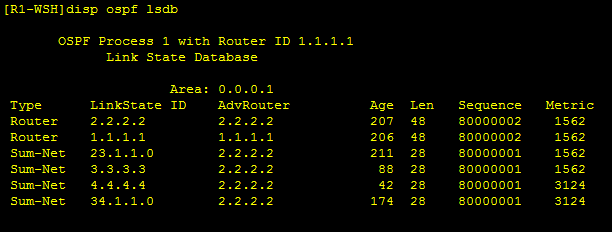 [R1-WSH]disp ospf lsdb
OSPF Process 1 with Router ID 1.1.1.1
Link State Database
Area: 0.0.0.1
Type LinkState ID AdvRouter Age Len Sequence Metric
Router 2.2.2.2 2.2.2.2 207 48 80000002 1562
Router 1.1.1.1 1.1.1.1 206 48 80000002 1562
Sum-Net 23.1.1.0 2.2.2.2 211 28 80000001 1562
Sum-Net 3.3.3.3 2.2.2.2 88 28 80000001 1562
Sum-Net 4.4.4.4 2.2.2.2 42 28 80000001 3124
Sum-Net 34.1.1.0 2.2.2.2 174 28 80000001 3124